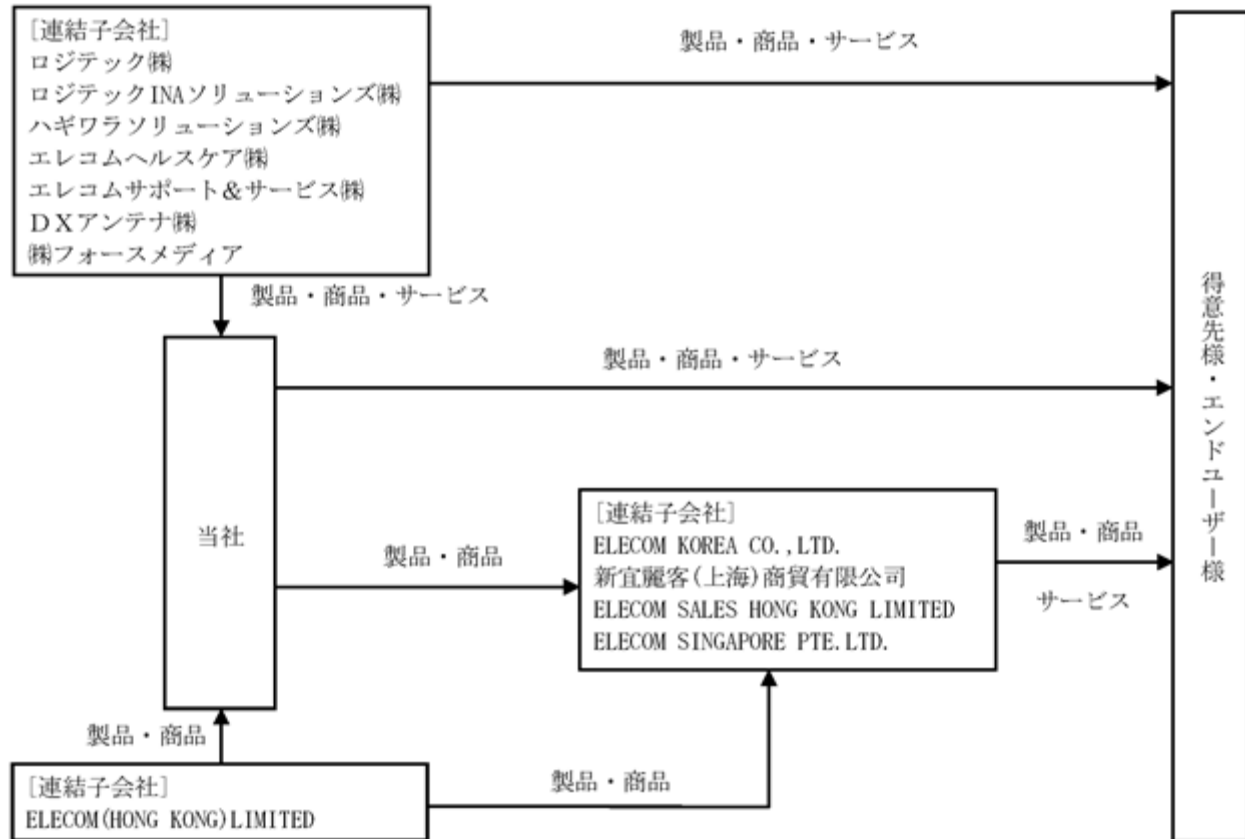 [連結子会社]
ロジテック㈱
ロジテックINAソリューションズ㈱
ハギワラソリューションズ㈱
エレコムヘルスケア㈱
エレコムサポート＆サービス㈱
ＤＸアンテナ㈱
㈱フォースメディア
製品・商品・サービス
製品・商品・サービス
当社
製品・商品・サービス
製品・商品
[連結子会社]
ELECOM KOREA CO.,LTD.
新宜麗客(上海)商貿有限公司
ELECOM SALES HONG KONG LIMITED
ELECOM SINGAPORE PTE.LTD.
製品・商品
サービス
得意先様・エンドユーザー様
製品・商品
[連結子会社]
ELECOM(HONG KONG)LIMITED
製品・商品